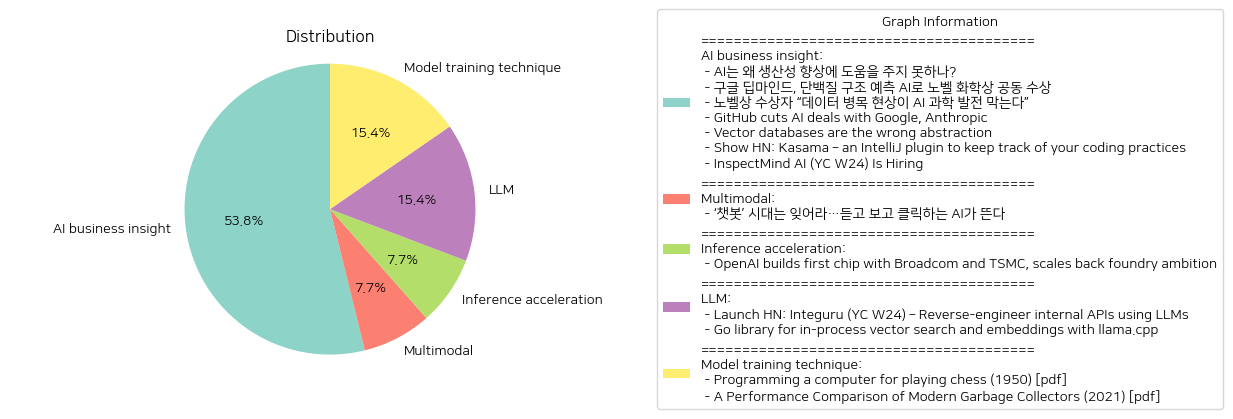 Distribution
Model training technique
15.4%
LLM
15.4%
53.8%
AI business insight
7.7%
Inference acceleration
7.7%
Multimodal
Graph Information
========================================
AI business insight:
- AI는 왜 생산성 향상에 도움을 주지 못하나?
- 구글 딥마인드, 단백질 구조 예측 AI로 노벨 화학상 공동 수상
- 노벨상 수상자 “데이터 병목 현상이 AI 과학 발전 막는다”
- GitHub cuts AI deals with Google, Anthropic
- Vector databases are the wrong abstraction
- Show HN: Kasama – an IntelliJ plugin to keep track of your coding practices
- InspectMind AI (YC W24) Is Hiring
========================================
Multimodal:
- ‘챗봇’ 시대는 잊어라…듣고 보고 클릭하는 AI가 뜬다
========================================
Inference acceleration:
- OpenAI builds first chip with Broadcom and TSMC, scales back foundry ambition
========================================
LLM:
- Launch HN: Integuru (YC W24) – Reverse-engineer internal APIs using LLMs
- Go library for in-process vector search and embeddings with llama.cpp
========================================
Model training technique:
- Programming a computer for playing chess (1950) [pdf]
- A Performance Comparison of Modern Garbage Collectors (2021) [pdf]